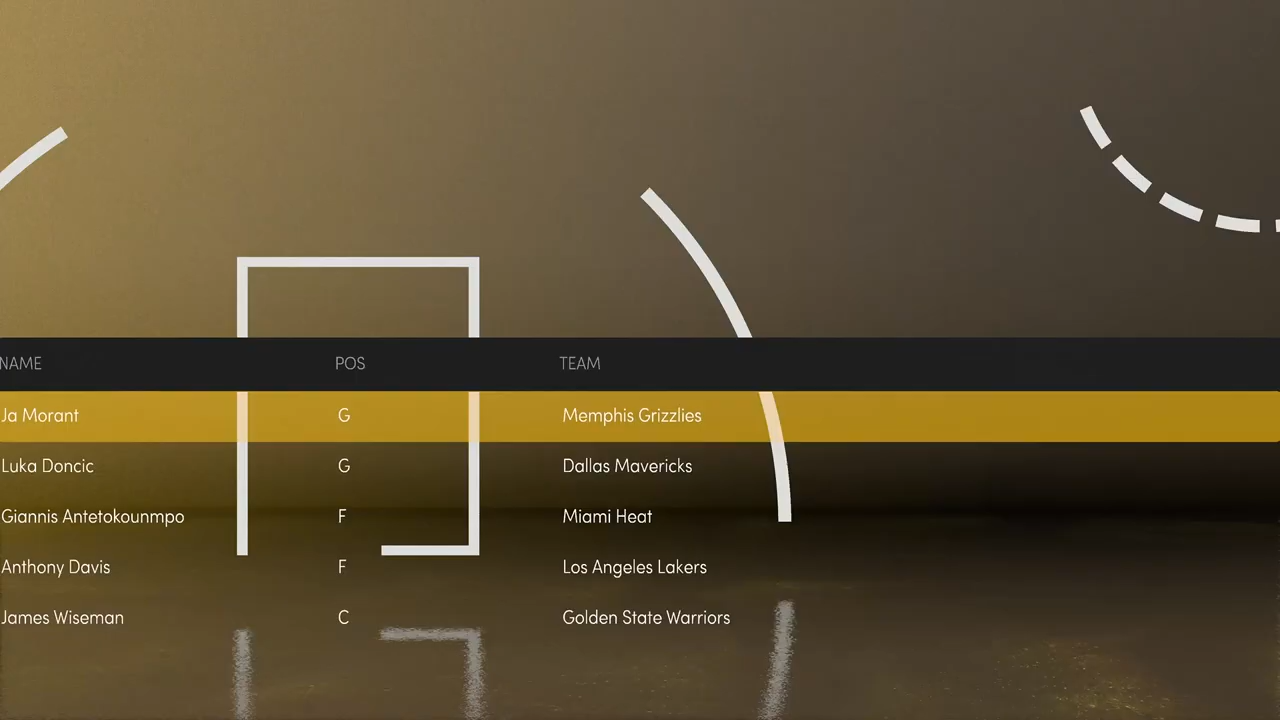 NAME POS TEAM
Ja Morant G Memphis Grizzlies
Luka Doncic G Dallas Mavericks
Giannis Antetokounmpo F Miami Heat
Anthony Davis F Los Angeles Lakers
James Wiseman C Golden State Warriors